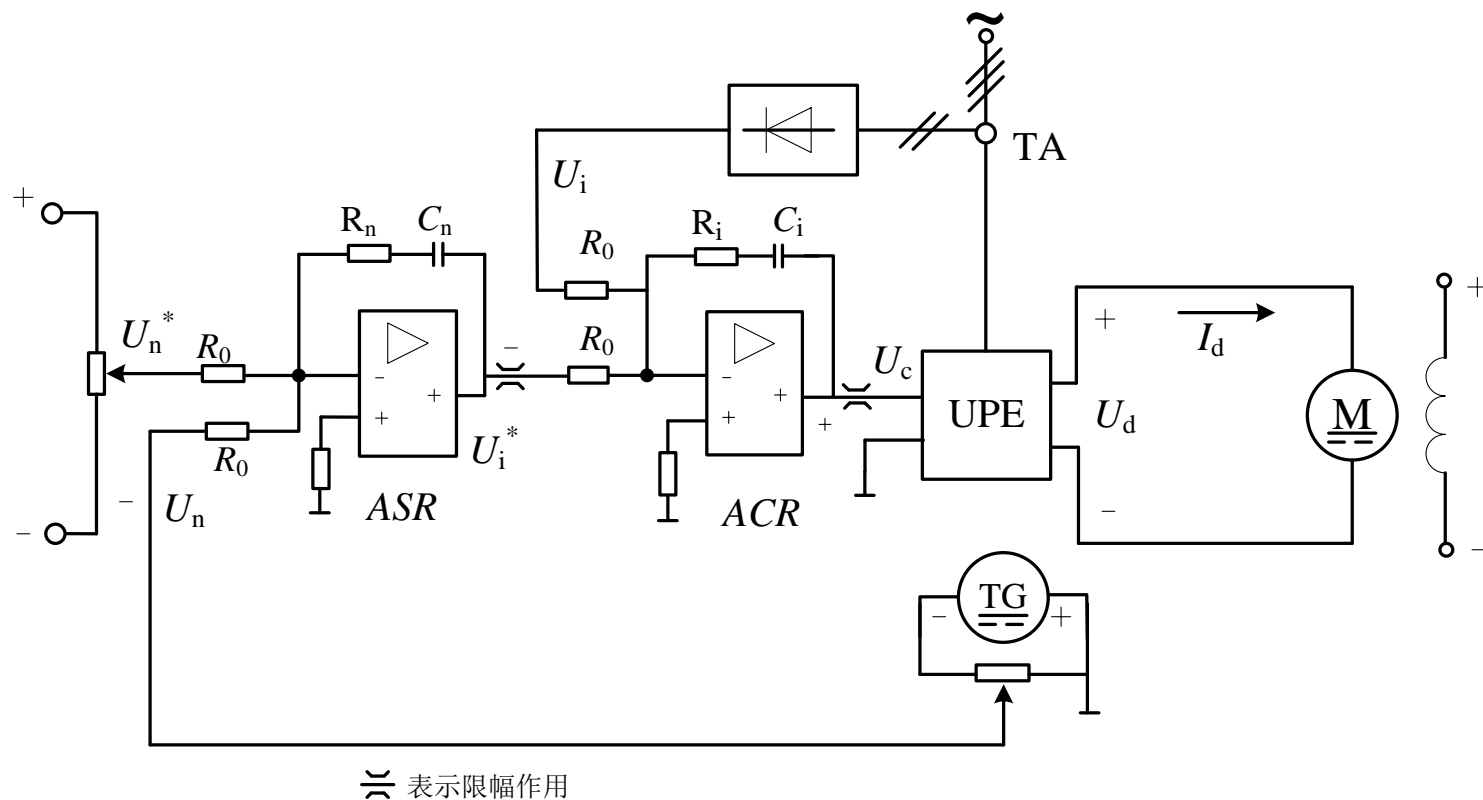 ~
TA
U_i
R_n C_n
R_0
R_i C_i
+
U_n^*
R_0
-
+
-
+
U_i^*
ASR
−
R_0
-
+
+
ACR
+
U_c
UPE
+
I_d
U_d
−
M
+
−
R_0
−
U_n
−
TG
-
+
表示限幅作用